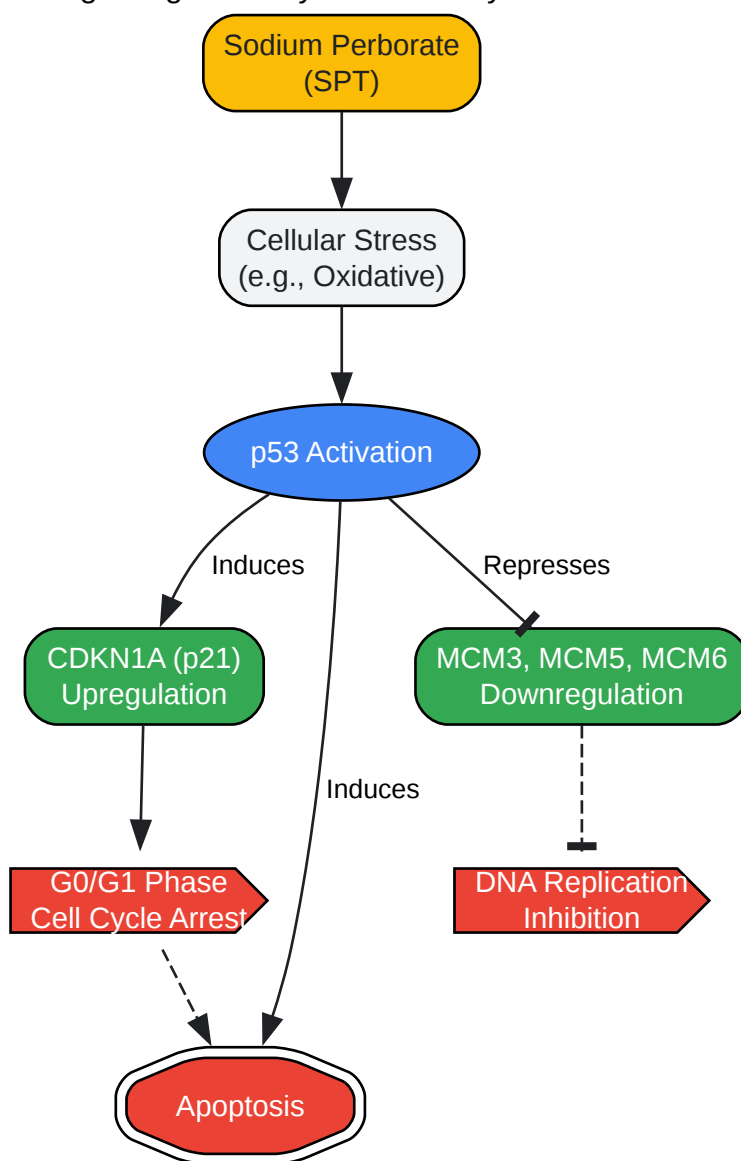 Sodium Perborate
(SPT)
Cellular Stress
(e.g., Oxidative)
p53 Activation
Induces
Represses
CDKN1A (p21)
Upregulation
MCM3, MCM5, MCM6
Downregulation
Induces
G0/G1 Phase
Cell Cycle Arrest
DNA Replication
Inhibition
Apoptosis